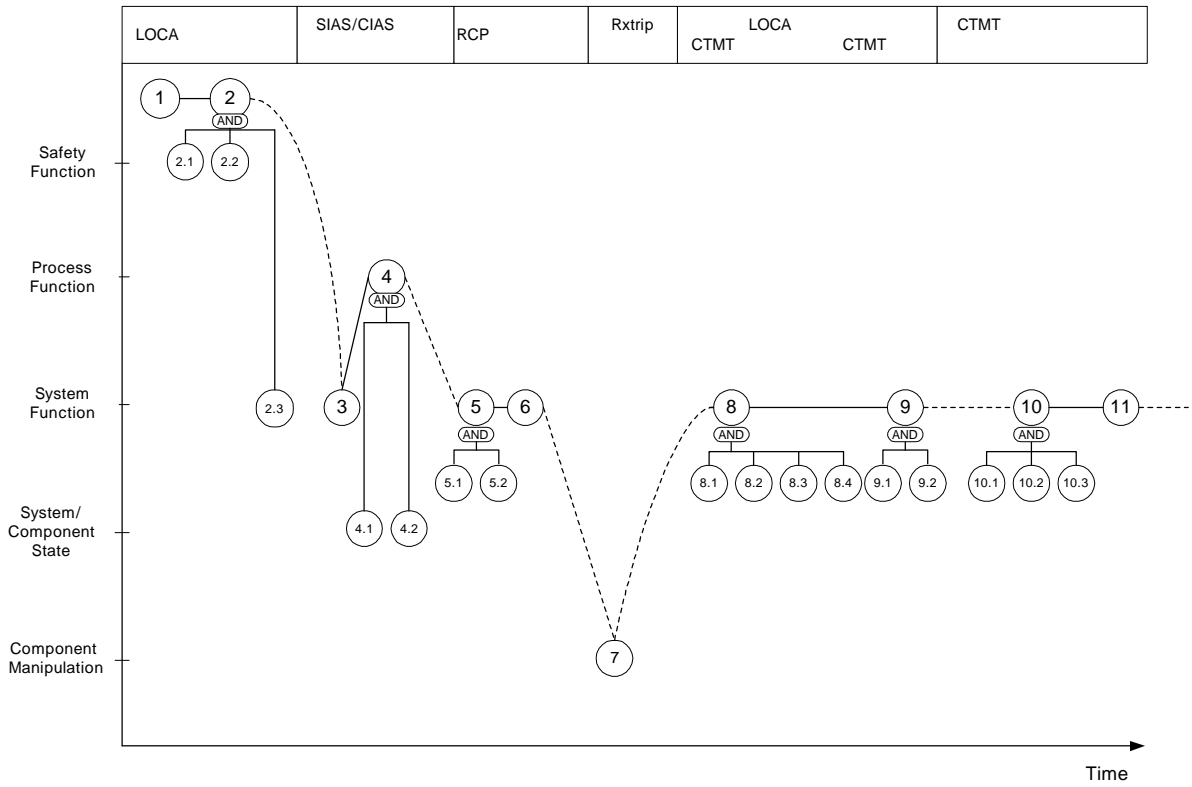 LOCA
SIAS/CIAS
RCP
Rxtrip
LOCA
CTMT
CTMT
CTMT
1
2
AND
2.1
2.2
Safety
Function
Process
Function
4
AND
System
Function
2.3
3
5
6
8
9
10
11
AND
AND
AND
AND
5.1
5.2
8.1
8.2
8.3
8.4
9.1
9.2
10.1
10.2
10.3
System/
Component
State
4.1
4.2
Component
Manipulation
7
Time